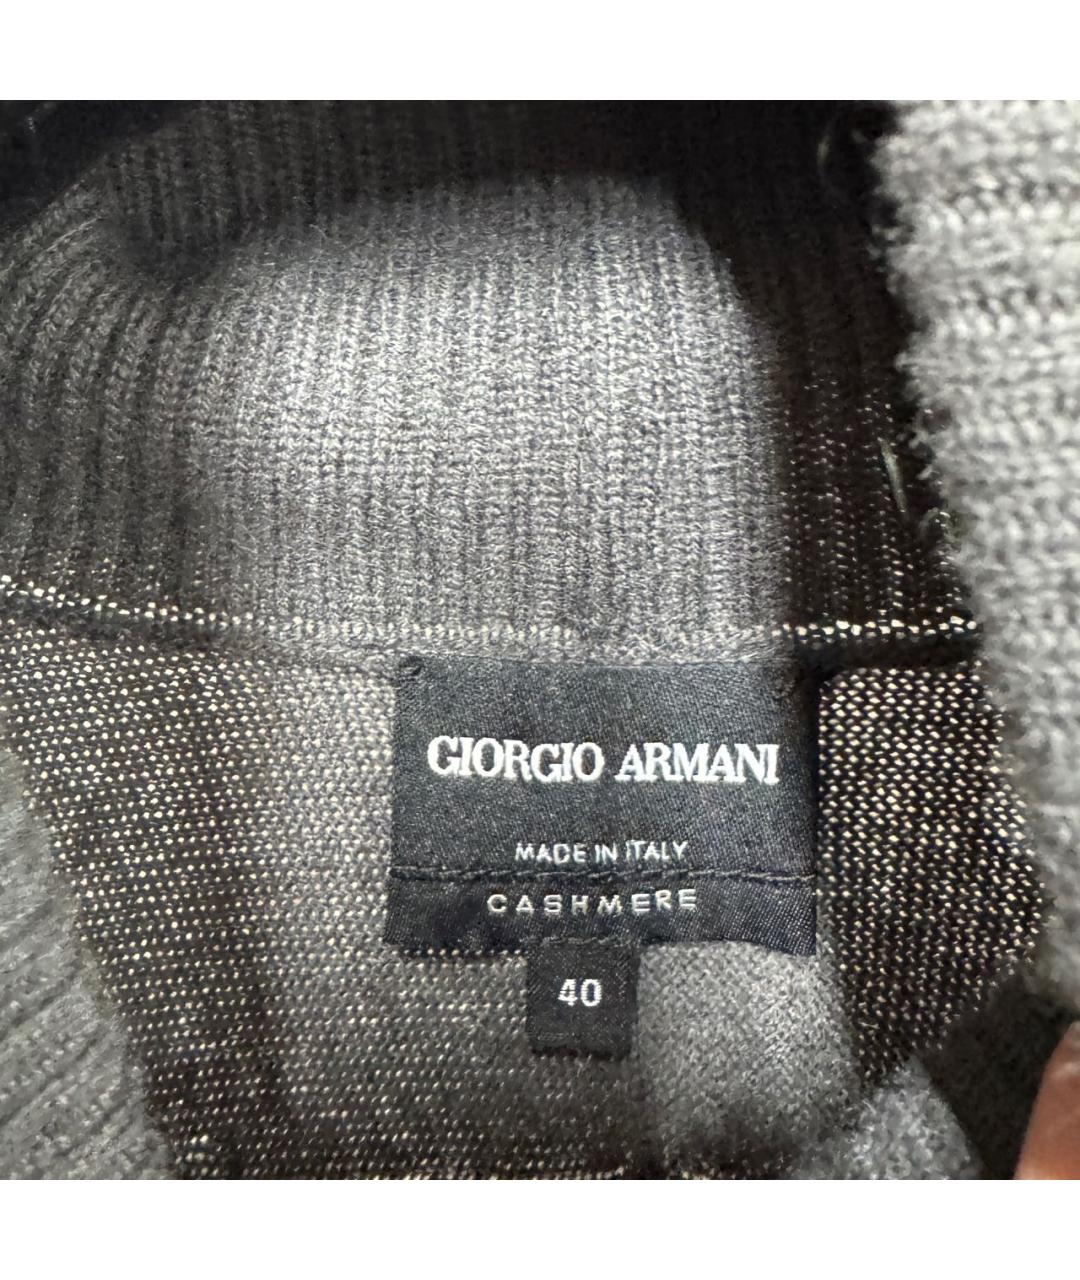 GIORGIO ARMANI
MADE IN ITALY
CASHMERE
40